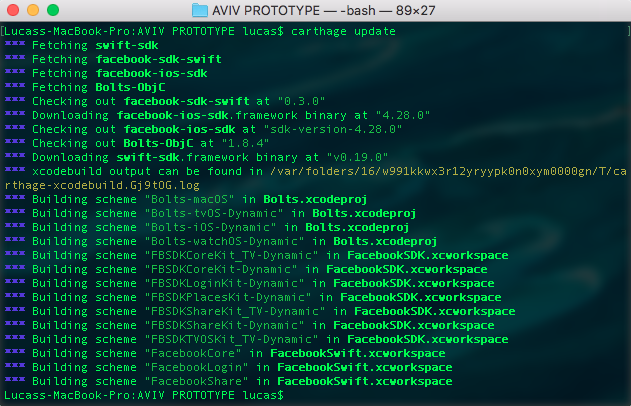 AVIV PROTOTYPE — -bash — 89×27
[Lucass-MacBook-Pro:AVIV PROTOTYPE lucas$ carthage update ]
*** Fetching swift-sdk
*** Fetching facebook-sdk-swift
*** Fetching facebook-ios-sdk
*** Fetching Bolts-ObjC
*** Checking out facebook-sdk-swift at "0.3.0"
*** Downloading facebook-ios-sdk.framework binary at "4.28.0"
*** Checking out facebook-ios-sdk at "sdk-version-4.28.0"
*** Checking out Bolts-ObjC at "1.8.4"
*** Downloading swift-sdk.framework binary at "v0.19.0"
*** xcodebuild output can be found in /var/folders/16/w991kkwx3r12yryypk0n0xym0000gn/T/ca
rthage-xcodebuild.Gj9tOG.log
*** Building scheme "Bolts-macOS" in Bolts.xcodeproj
*** Building scheme "Bolts-tvOS-Dynamic" in Bolts.xcodeproj
*** Building scheme "Bolts-iOS-Dynamic" in Bolts.xcodeproj
*** Building scheme "Bolts-watchOS-Dynamic" in Bolts.xcodeproj
*** Building scheme "FBSDKCoreKit_TV-Dynamic" in FacebookSDK.xcworkspace
*** Building scheme "FBSDKCoreKit-Dynamic" in FacebookSDK.xcworkspace
*** Building scheme "FBSDKLoginKit-Dynamic" in FacebookSDK.xcworkspace
*** Building scheme "FBSDKPlacesKit-Dynamic" in FacebookSDK.xcworkspace
*** Building scheme "FBSDKShareKit_TV-Dynamic" in FacebookSDK.xcworkspace
*** Building scheme "FBSDKShareKit-Dynamic" in FacebookSDK.xcworkspace
*** Building scheme "FBSDKTVOSKit_TV-Dynamic" in FacebookSDK.xcworkspace
*** Building scheme "FacebookCore" in FacebookSwift.xcworkspace
*** Building scheme "FacebookLogin" in FacebookSwift.xcworkspace
*** Building scheme "FacebookShare" in FacebookSwift.xcworkspace
Lucass-MacBook-Pro:AVIV PROTOTYPE lucas$